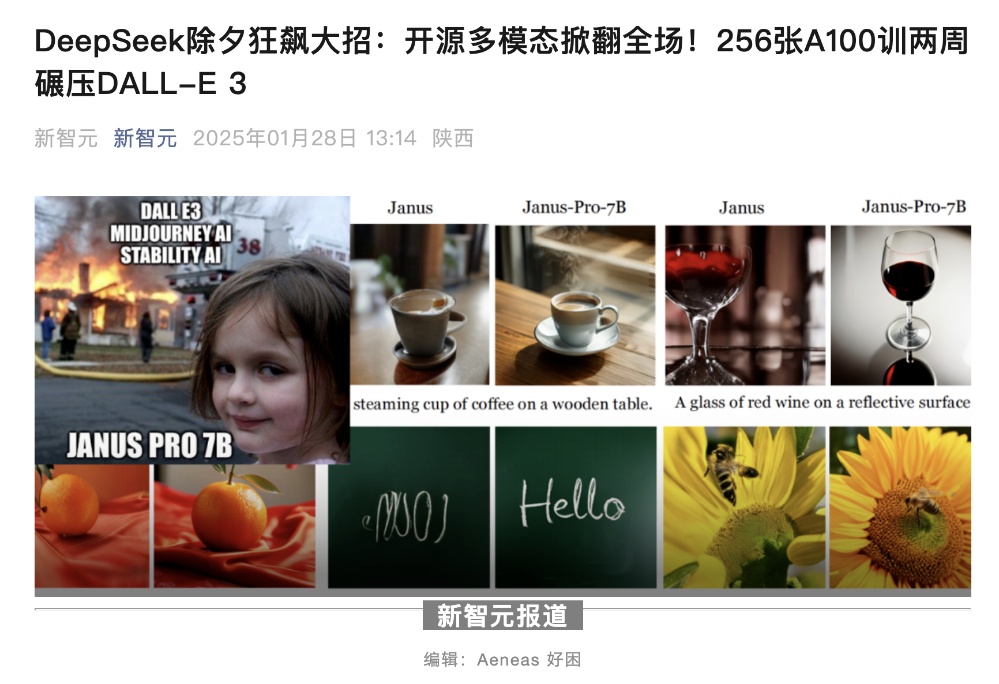 DeepSeek除夕狂飙大招：开源多模态掀翻全场！256张A100训两周
碾压DALL-E 3
新智元 新智元 2025年01月28日 13:14 陕西
DALL E3
MIDJOURNEY AI
STABILITY AI
38
JANUS PRO 7B
Janus Janus-Pro-7B Janus Janus-Pro-7B
steaming cup of coffee on a wooden table. A glass of red wine on a reflective surface
Hello
新智元报道
编辑：Aeneas 好困